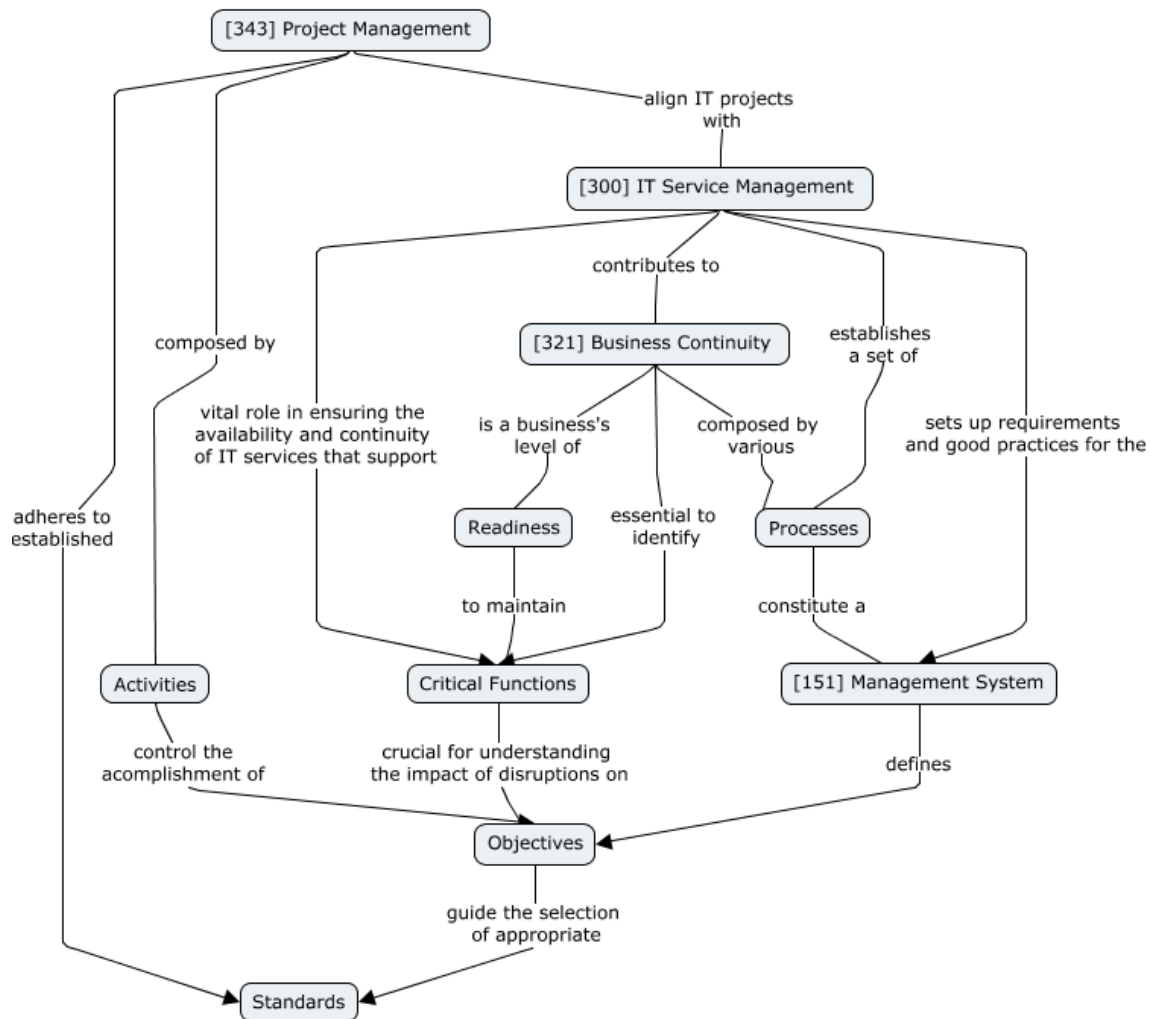 [343] Project Management
align IT projects
with
[300] IT Service Management
contributes to
[321] Business Continuity
establishes
a set of
composed by
vital role in ensuring the
availability and continuity
of IT services that support
is a business's
level of
composed by
various
sets up requirements
and good practices for the
adheres to
established
Readiness
essential to
identify
Processes
to maintain
constitute a
Activities
Critical Functions
[151] Management System
control the
acomplishment of
crucial for understanding
the impact of disruptions on
defines
Objectives
guide the selection
of appropriate
Standards